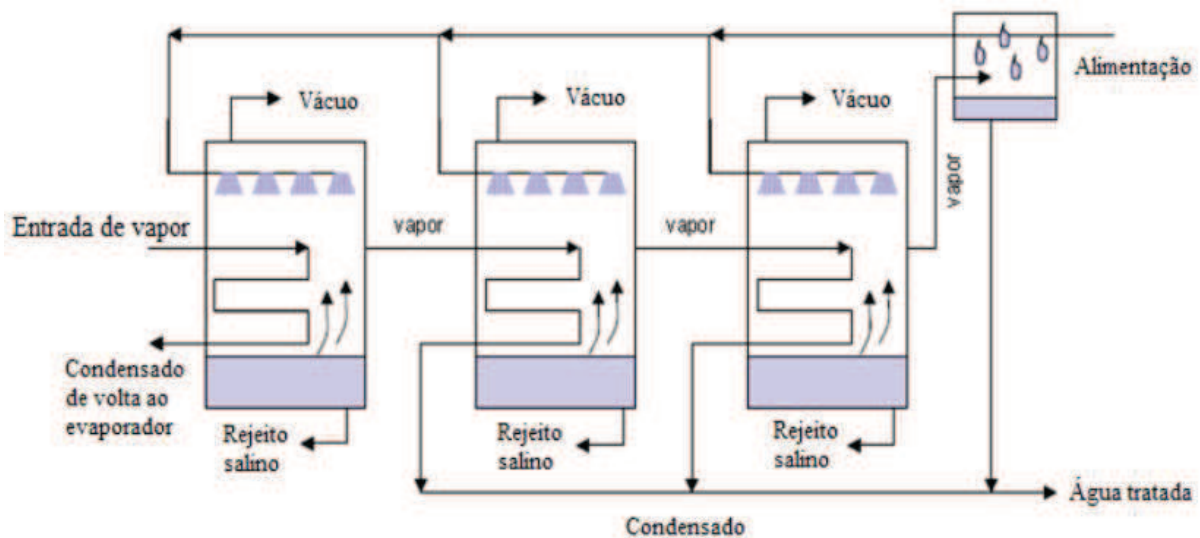 Alimentação
Vácuo
Vácuo
Vácuo
Entrada de vapor
vapor
vapor
vapor
Condensado
de volta ao
evaporador
Rejeito
salino
Rejeito
salino
Rejeito
salino
Água tratada
Condensado